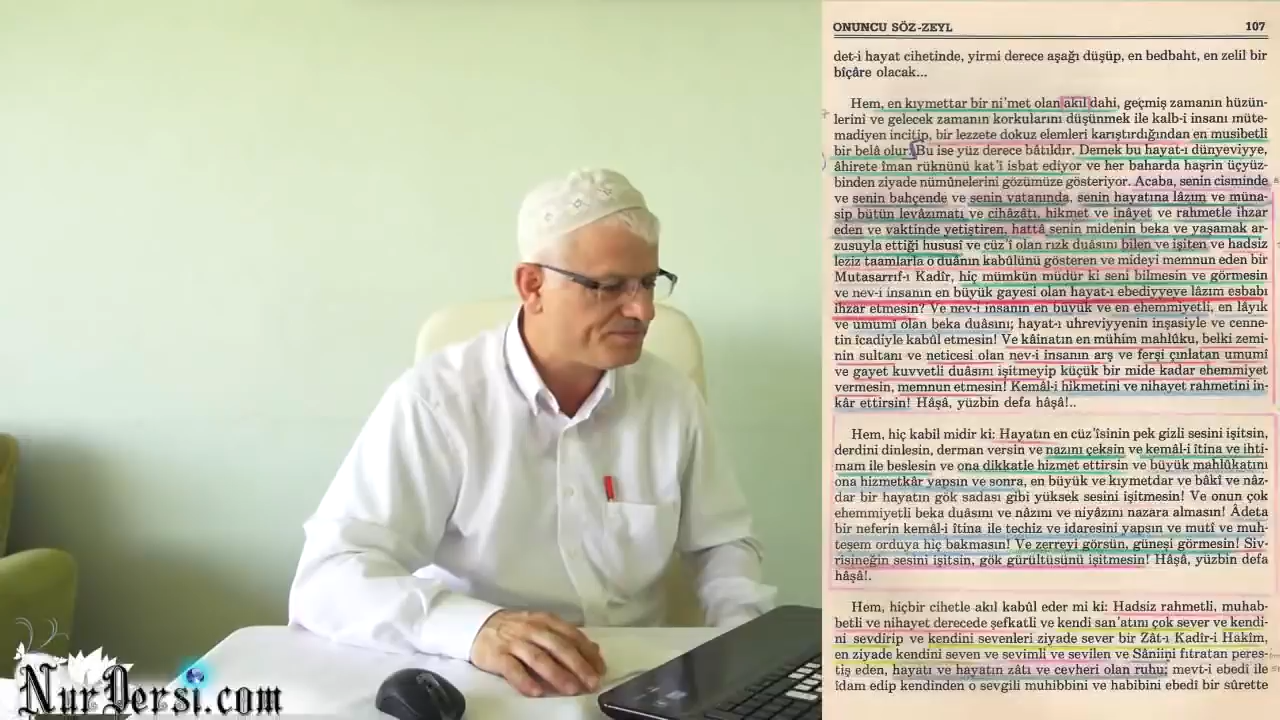 ONUNCU SÖZ-ZEYL 107
det-i hayat cihetinde, yirmi derece aşağı düşüp, en bedbaht, en zelil bir
bîçâre olacak...
Hem, en kıymettar bir ni'met olan akıl dahi, geçmiş zamanın hüzün-
lerini ve gelecek zamanın korkularını düşünmek ile kalb-i insanı müte-
madiyen incitip, bir lezzete dokuz elemleri karıştırdığından en musibetli
bir belâ olur. Bu ise yüz derece bâtıldır. Demek bu hayat-ı dünyeviyye,
âhirete îman rüknünü kat'î isbat ediyor ve her baharda haşrin üçyüz-
binden ziyade nümûnelerini gözümüze gösteriyor. Acaba, senin cisminde
ve senin bahçende ve senin vatanında, senin hayatına lâzım ve müna-
sip bütün levâzımatı ve cihâzâtı, hikmet ve inâyet ve rahmetle ihzar
eden ve vaktinde yetiştiren, hattâ senin midenin beka ve yaşamak ar-
zusuyla ettiği hususî ve cüz'î olan rızk duâsını bilen ve işiten ve hadsiz
leziz taamlarla o duânın kabûlünü gösteren ve mideyi memnun eden bir
Mutasarrıf-ı Kadîr, hiç mümkün müdür ki seni bilmesin ve görmesin
ve nev-i insanın en büyük gayesi olan hayat-ı ebediyyeye lâzım esbabı
ihzar etmesin? Ve nev-i insanın en büyük ve en ehemmiyetli, en lâyık
ve umumî olan beka duâsını; hayat-ı uhreviyyenin inşasiyle ve cenne-
tin îcadiyle kabûl etmesin! Ve kâinatın en mühim mahlûku, belki zemi-
nin sultanı ve neticesi olan nev-i insanın arş ve ferşi çınlatan umumî
ve gayet kuvvetli duâsını işitmeyip küçük bir mide kadar ehemmiyet
vermesin, memnun etmesin! Kemâl-i hikmetini ve nihayet rahmetini in-
kâr ettirsin! Hâşâ, yüzbin defa hâşâ!..
Hem, hiç kabil midir ki: Hayatın en cüz'îsinin pek gizli sesini işitsin,
derdini dinlesin, derman versin ve nazını çeksin ve kemâl-i îtina ve ihti-
mam ile beslesin ve ona dikkatle hizmet ettirsin ve büyük mahlûkatını
ona hizmetkâr yapsın ve sonra, en büyük ve kıymetdar ve bâkî ve nâz-
dar bir hayatın gök sadası gibi yüksek sesini işitmesin! Ve onun çok
ehemmiyetli beka duâsını ve nâzını ve niyâzını nazara almasın! Âdeta
bir neferin kemâl-i îtina ile techiz ve idaresini yapsın ve mutî ve muh-
teşem orduya hiç bakmasın! Ve zerreyi görsün, güneşi görmesin! Siv-
risineğin sesini işitsin, gök gürültüsünü işitmesin! Hâşâ, yüzbin defa
hâşâ!.
Hem, hiçbir cihetle akıl kabûl eder mi ki: Hadsiz rahmetli, muhab-
betli ve nihayet derecede şefkatli ve kendi san'atını çok sever ve kendi-
ni sevdirip ve kendini sevenleri ziyade sever bir Zât-ı Kadîr-i Hakîm,
en ziyade kendini seven ve sevimli ve sevilen ve Sâniini fıtratan peres-
tiş eden, hayatı ve hayatın zâtı ve cevheri olan ruhu; mevt-i ebedî ile
îdam edip kendinden o sevgili muhibbini ve habibini ebedî bir sûrette
NurDersi.com